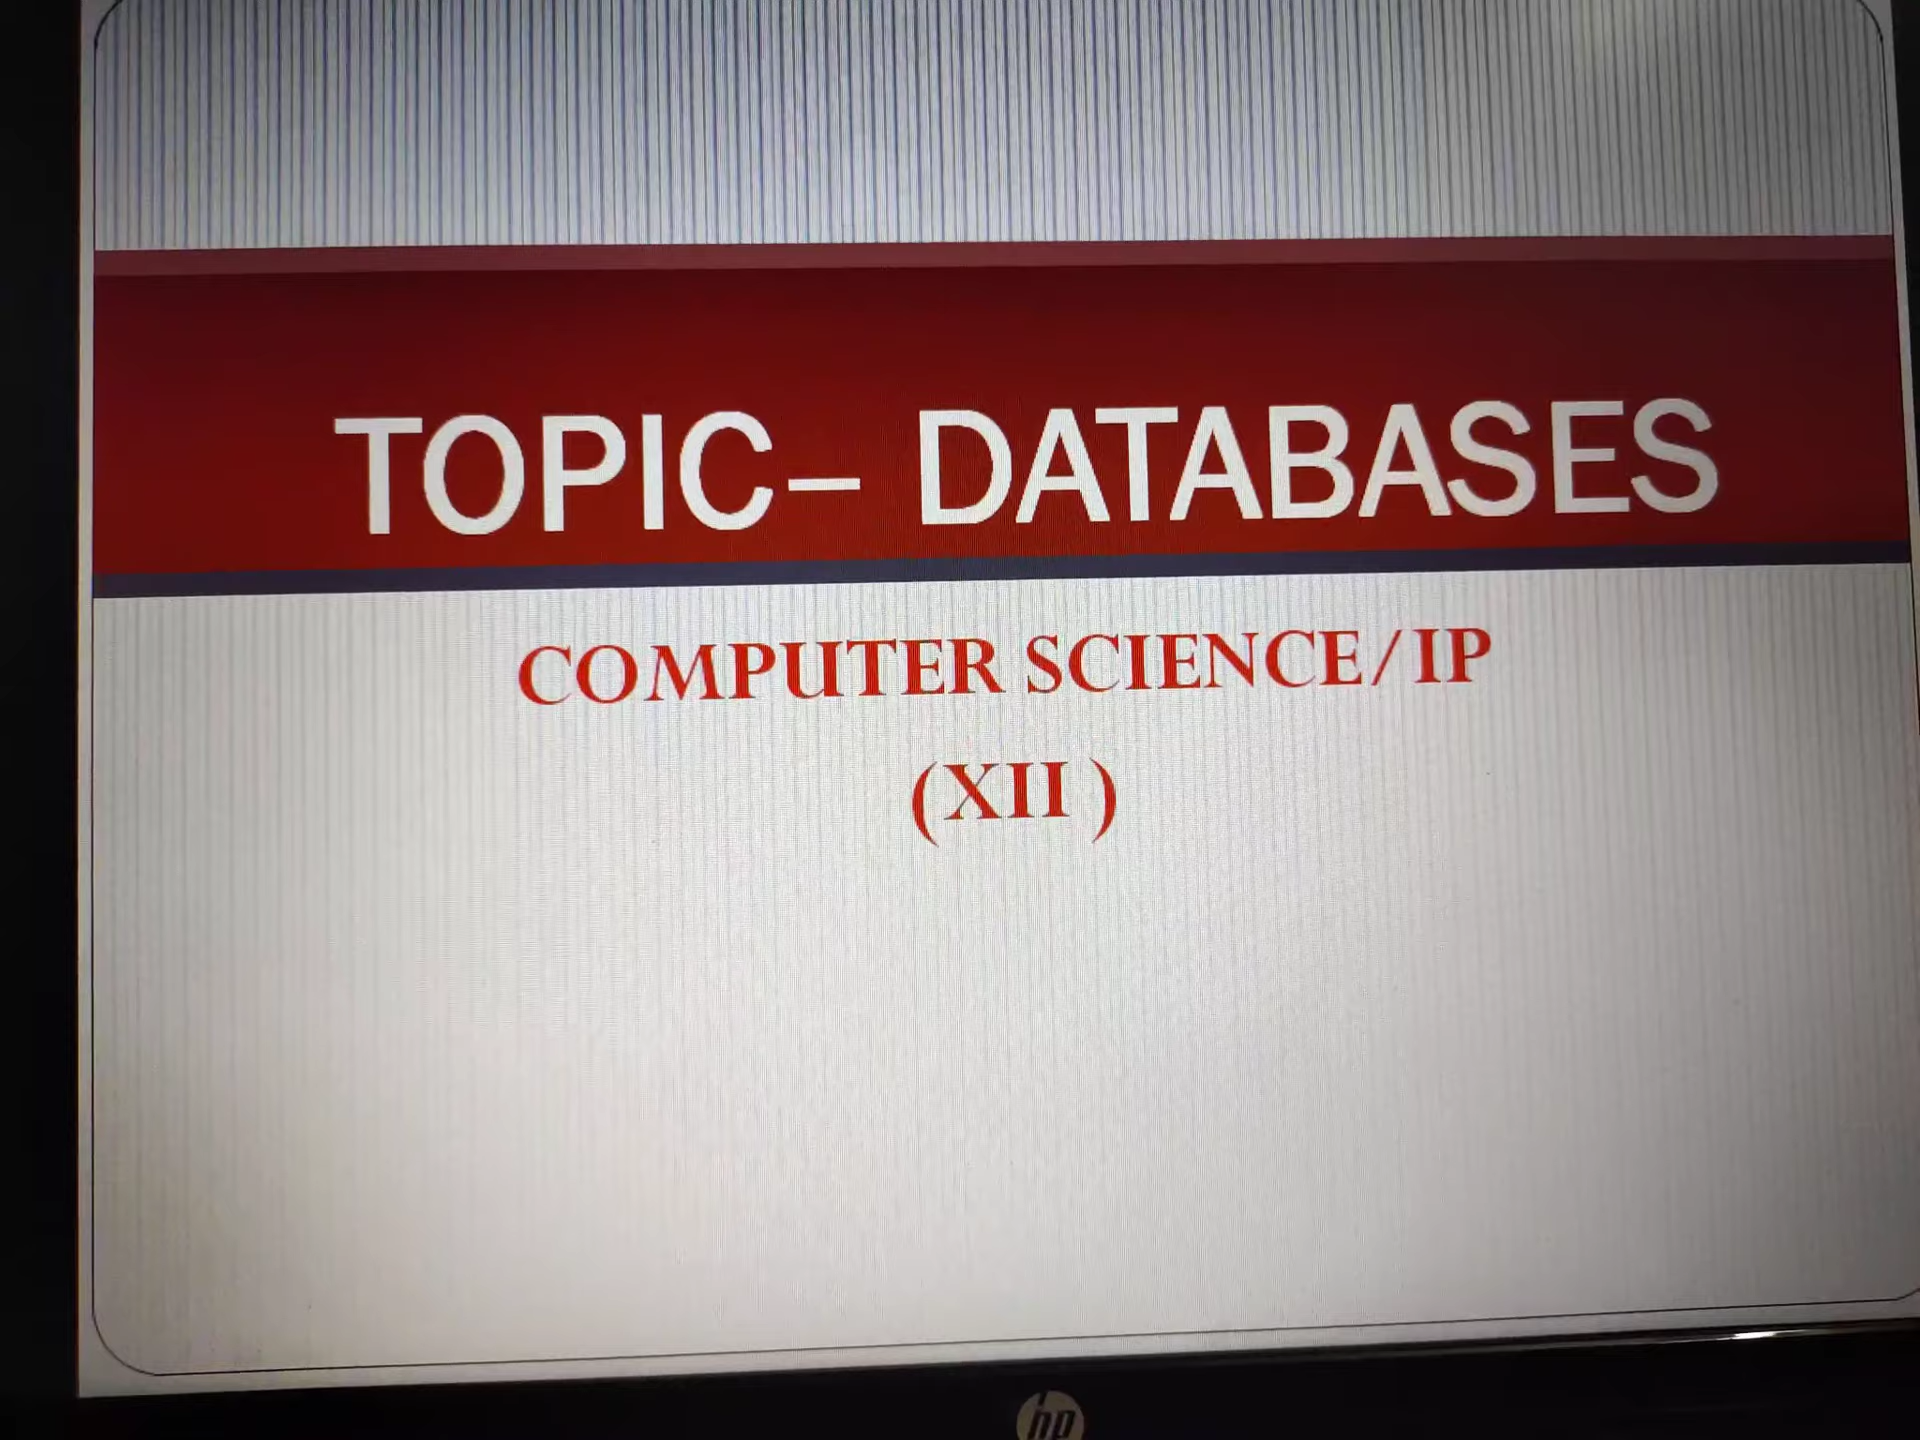 TOPIC– DATABASES
COMPUTER SCIENCE/IP
(XII )
hp